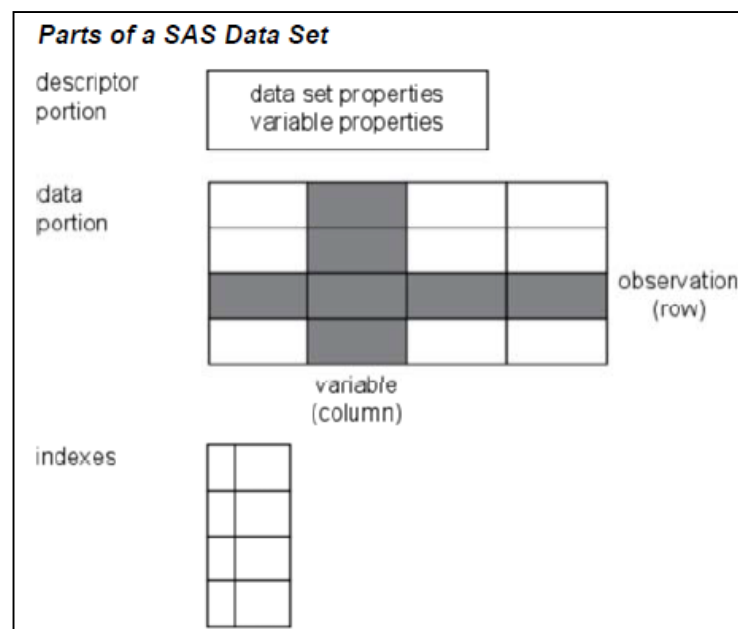 Parts of a SAS Data Set
descriptor
portion
data set properties
variable properties
data
portion
observation
(row)
variable
(column)
indexes